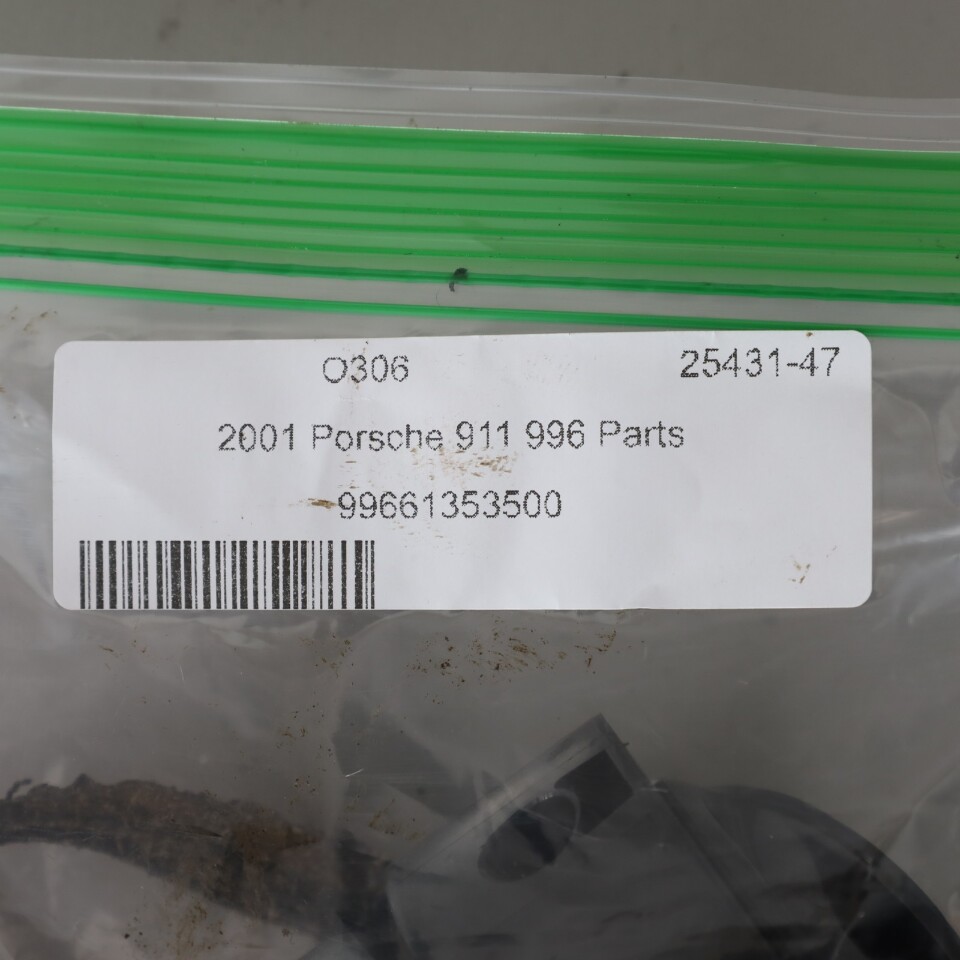 O306 25431-47
2001 Porsche 911 996 Parts
99661353500